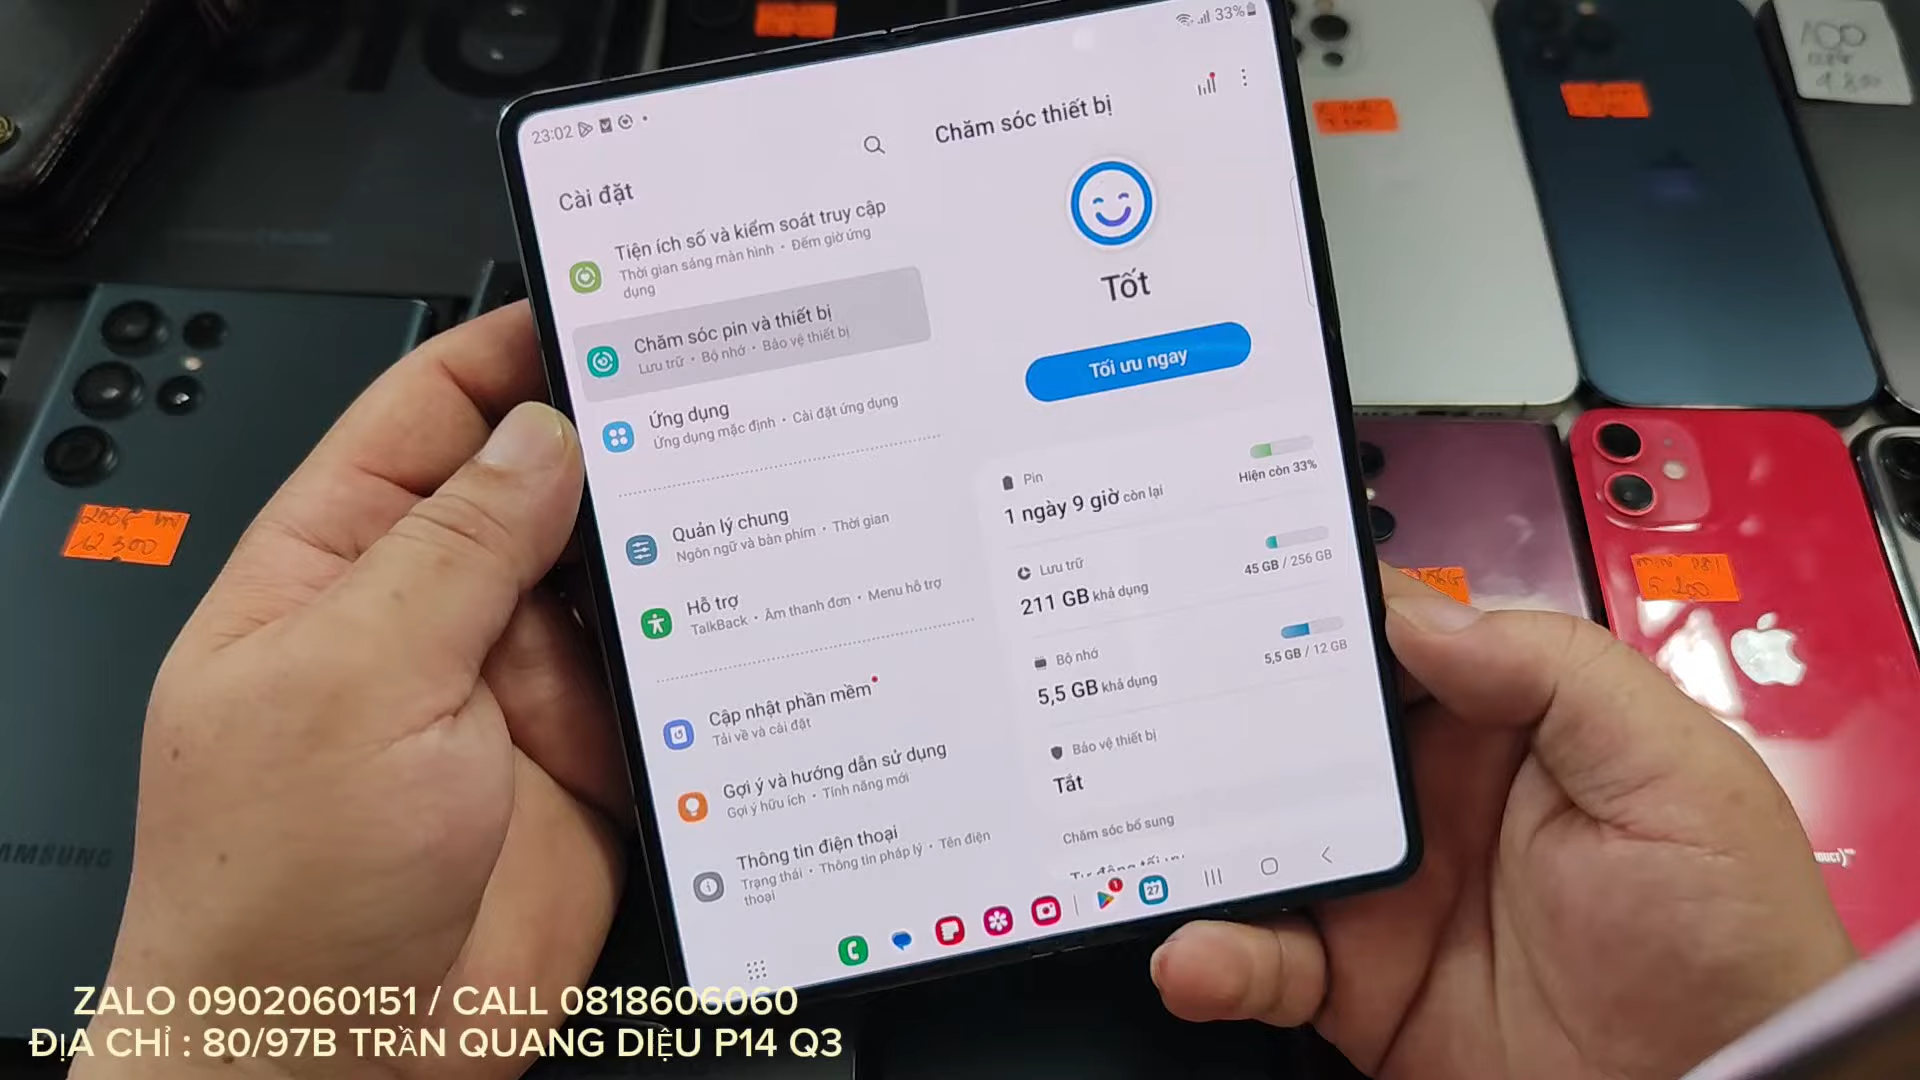 23:02
33%
Cài đặt
Tiện ích số và kiểm soát truy cập
Thời gian sáng màn hình • Đếm giờ ứng
dụng
Chăm sóc pin và thiết bị
Lưu trữ • Bộ nhớ • Bảo vệ thiết bị
Ứng dụng
Ứng dụng mặc định • Cài đặt ứng dụng
Quản lý chung
Ngôn ngữ và bàn phím • Thời gian
Hỗ trợ
TalkBack • Âm thanh đơn • Menu hỗ trợ
Cập nhật phần mềm
Tải về và cài đặt
Gợi ý và hướng dẫn sử dụng
Gợi ý hữu ích • Tính năng mới
Thông tin điện thoại
Trạng thái • Thông tin pháp lý • Tên điện
thoại
Chăm sóc thiết bị
Tốt
Tối ưu ngay
Pin
1 ngày 9 giờ còn lại
Hiện còn 33%
Lưu trữ
211 GB khả dụng
45 GB / 256 GB
Bộ nhớ
5,5 GB khả dụng
5,5 GB / 12 GB
Bảo vệ thiết bị
Tắt
Chăm sóc bổ sung
1
27
12.300
SAMSUNG
ZALO 0902060151 / CALL 0818606060
ĐỊA CHỈ : 80/97B TRẦN QUANG DIỆU P14 Q3